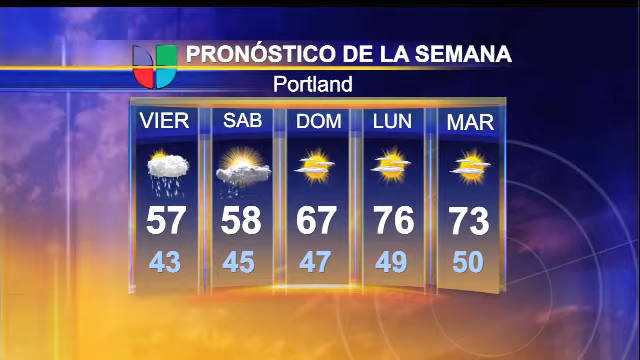 PRONÓSTICO DE LA SEMANA
Portland
VIER SAB DOM LUN MAR
57 58 67 76 73
43 45 47 49 50